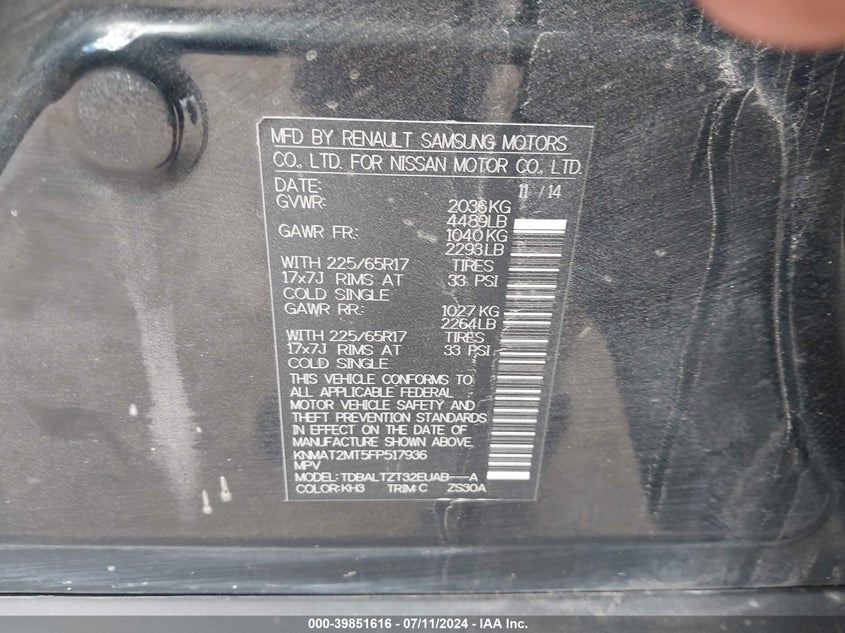 MFD BY RENAULT SAMSUNG MOTORS
CO., LTD. FOR NISSAN MOTOR CO., LTD.
DATE: 11 / 14
GVWR: 2036KG
4489LB
GAWR FR: 1040KG
2293LB
WITH 225/65R17 TIRES
17x7J RIMS AT 33 PSI
COLD SINGLE
GAWR RR: 1027 KG
2264LB
WITH 225/65R17 TIRES
17x7J RIMS AT 33 PSI
COLD SINGLE
THIS VEHICLE CONFORMS TO
ALL APPLICABLE FEDERAL
MOTOR VEHICLE SAFETY AND
THEFT PREVENTION STANDARDS
IN EFFECT ON THE DATE OF
MANUFACTURE SHOWN ABOVE.
KNMAT2MT5FP517936
MPV
MODEL: TDBALTZT32EUAB---A
COLOR: KH3 TRIM: C ZS30A
000-39851616 - 07/11/2024 - IAA Inc.